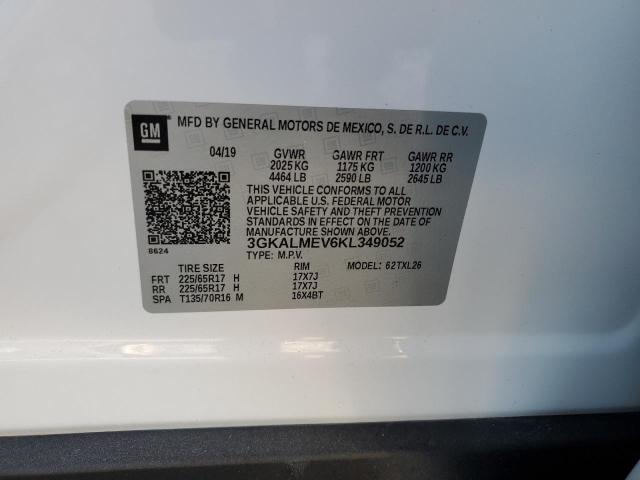 GM MFD BY GENERAL MOTORS DE MEXICO, S. DE R.L. DE C.V.
04/19 GVWR GAWR FRT GAWR RR
2025 KG 1175 KG 1200 KG
4464 LB 2590 LB 2645 LB
THIS VEHICLE CONFORMS TO ALL
APPLICABLE U.S. FEDERAL MOTOR
VEHICLE SAFETY AND THEFT PREVENTION
STANDARDS IN EFFECT ON THE DATE OF
MANUFACTURE SHOWN ABOVE.
8624 3GKALMEV6KL349052
TYPE: M.P.V. MODEL: 62TXL26
TIRE SIZE RIM
FRT 225/65R17 H 17X7J
RR 225/65R17 H 17X7J
SPA T135/70R16 M 16X4BT